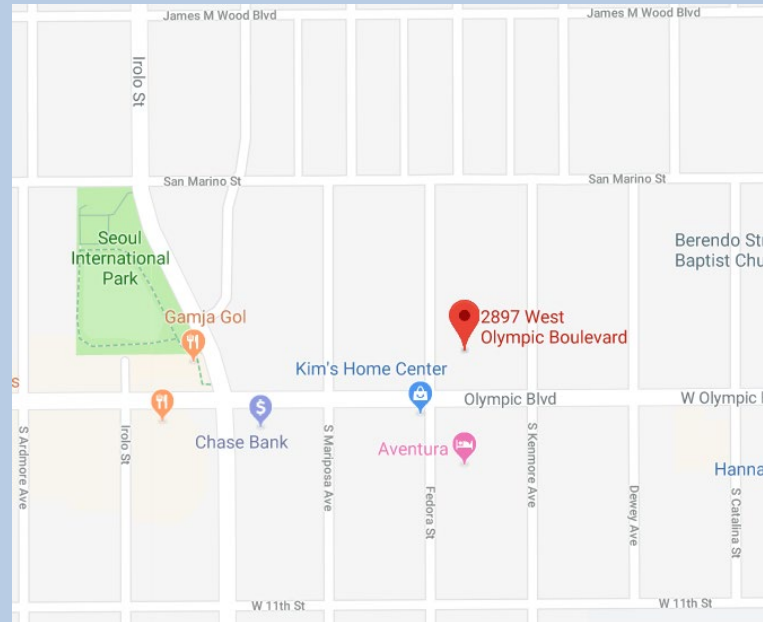 James M Wood Blvd
James M Wood Blvd
Irolo St
San Marino St
San Marino St
Seoul
International
Park
Berendo Str
Baptist Chu
Gamja Gol
2897 West
Olympic Boulevard
Kim's Home Center
s
Olympic Blvd
W Olympic
Chase Bank
Aventura
S Ardmore Ave
Irolo St
S Mariposa Ave
Fedora St
S Kenmore Ave
Dewey Ave
S Catalina St
Hanna
W 11th St
W 11th St